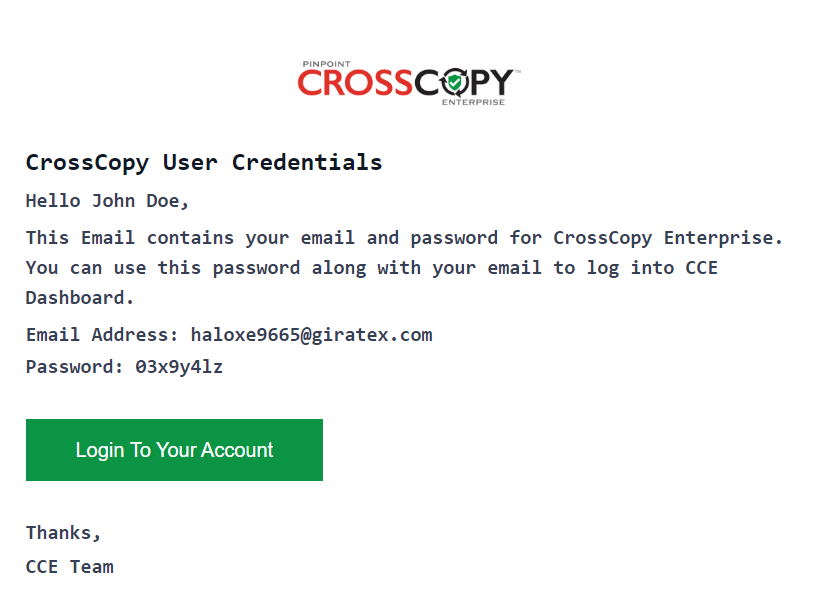 PINPOINT
CROSSCOPY™
ENTERPRISE
CrossCopy User Credentials
Hello John Doe,
This Email contains your email and password for CrossCopy Enterprise.
You can use this password along with your email to log into CCE
Dashboard.
Email Address: haloxe9665@giratex.com
Password: 03x9y4lz
Login To Your Account
Thanks,
CCE Team